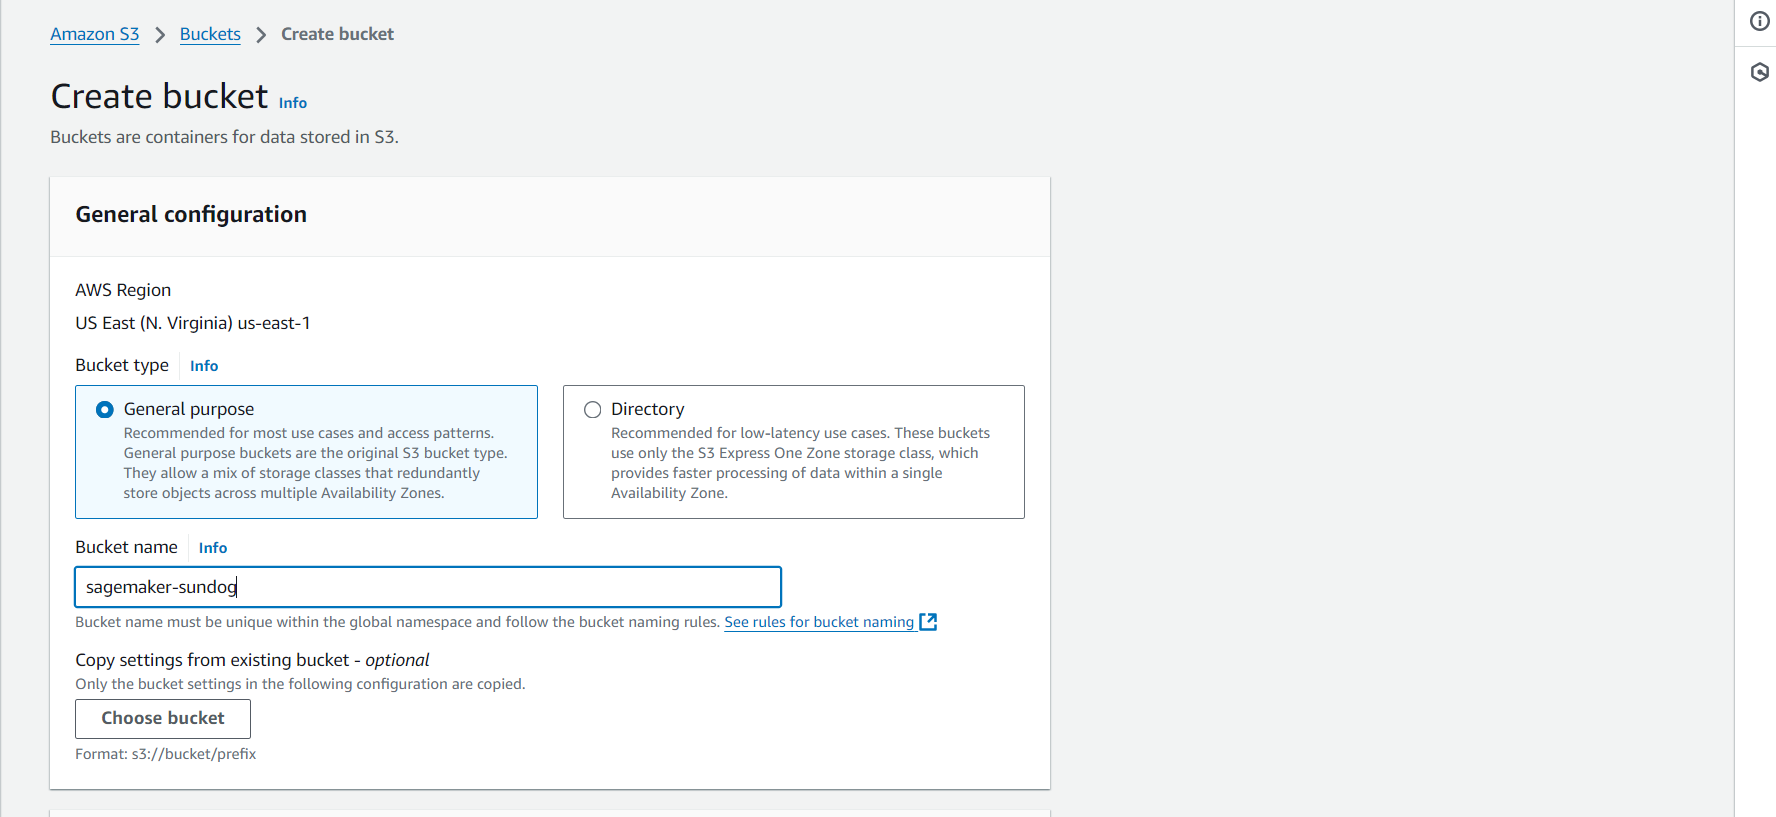 Amazon S3 > Buckets > Create bucket
Create bucket Info
Buckets are containers for data stored in S3.
General configuration
AWS Region
US East (N. Virginia) us-east-1
Bucket type Info
General purpose
Recommended for most use cases and access patterns.
General purpose buckets are the original S3 bucket type.
They allow a mix of storage classes that redundantly
store objects across multiple Availability Zones.
Directory
Recommended for low-latency use cases. These buckets
use only the S3 Express One Zone storage class, which
provides faster processing of data within a single
Availability Zone.
Bucket name Info
sagemaker-sundog
Bucket name must be unique within the global namespace and follow the bucket naming rules. See rules for bucket naming
Copy settings from existing bucket - optional
Only the bucket settings in the following configuration are copied.
Choose bucket
Format: s3://bucket/prefix